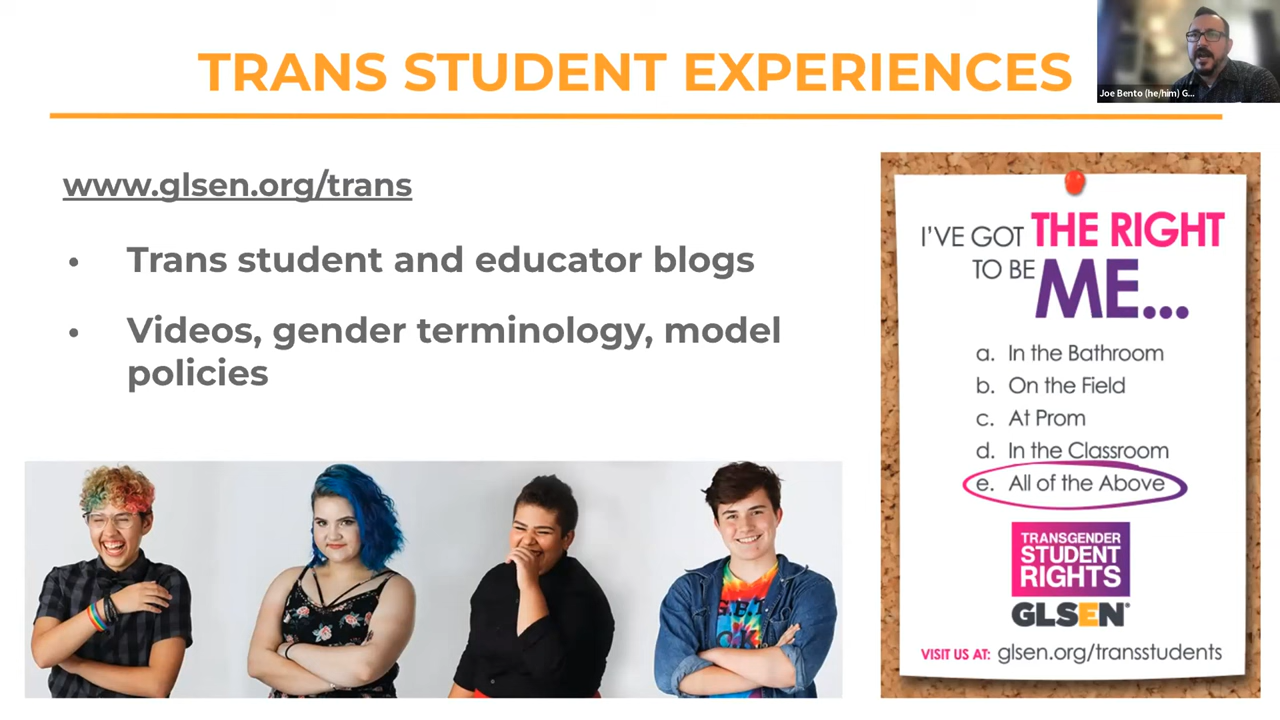 TRANS STUDENT EXPERIENCES
Joe Bento (he/him) G...
www.glsen.org/trans
• Trans student and educator blogs
• Videos, gender terminology, model
policies
I'VE GOT THE RIGHT
TO BE ME...
a. In the Bathroom
b. On the Field
c. At Prom
d. In the Classroom
e. All of the Above
TRANSGENDER
STUDENT
RIGHTS
GLSEN®
VISIT US AT: glsen.org/transstudents